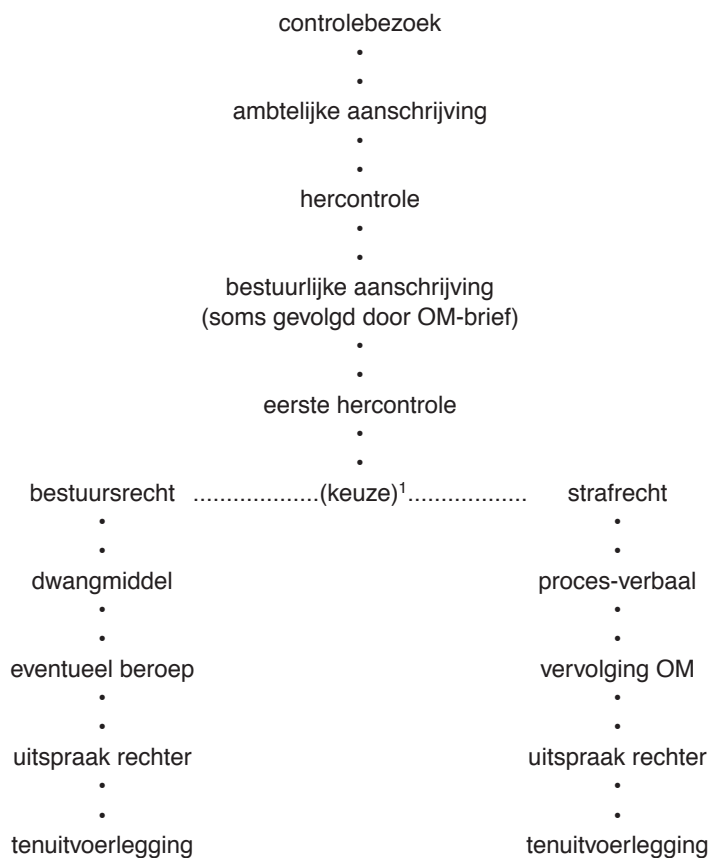 controlebezoek
•
•
ambtelijke aanschrijving
•
•
hercontrole
•
•
bestuurlijke aanschrijving
(soms gevolgd door OM-brief)
•
•
eerste hercontrole
•
•
bestuursrecht ...................(keuze)¹.................. strafrecht
• •
• •
dwangmiddel proces-verbaal
• •
• •
eventueel beroep vervolging OM
• •
• •
uitspraak rechter uitspraak rechter
• •
• •
tenuitvoerlegging tenuitvoerlegging